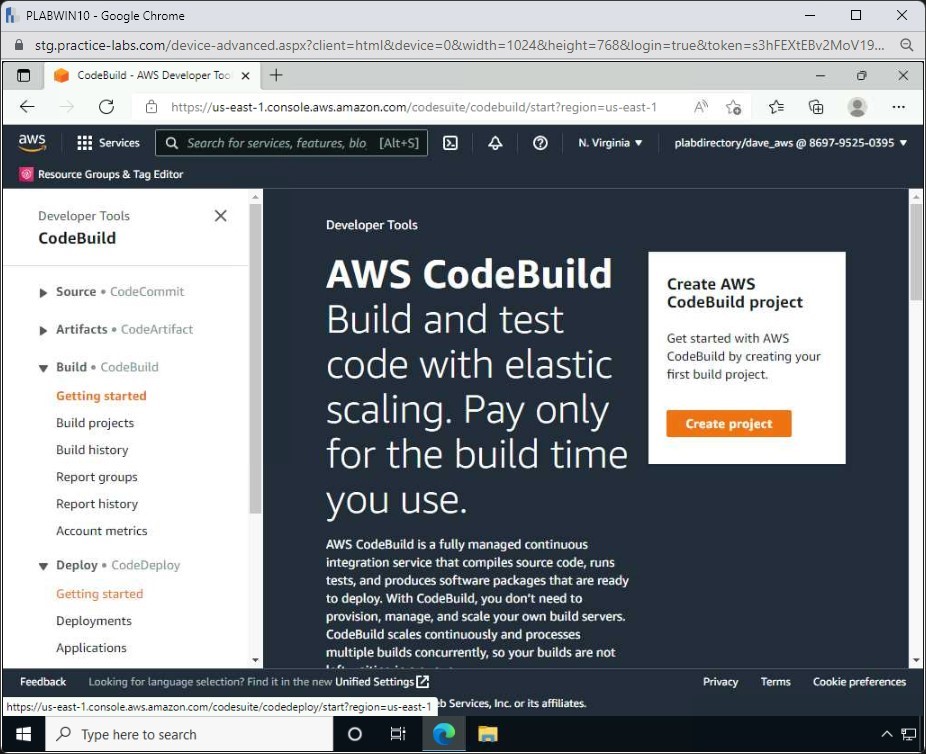 PLABWIN10 - Google Chrome
stg.practice-labs.com/device-advanced.aspx?client=html&device=0&width=1024&height=768&login=true&token=s3hFEXtEBv2MoV19...
CodeBuild - AWS Developer Too
https://us-east-1.console.aws.amazon.com/codesuite/codebuild/start?region=us-east-1
aws
Services
Search for services, features, blo [Alt+S]
N. Virginia
plabdirectory/dave_aws @ 8697-9525-0395
Resource Groups & Tag Editor
Developer Tools
CodeBuild
Source • CodeCommit
Artifacts • CodeArtifact
Build • CodeBuild
Getting started
Build projects
Build history
Report groups
Report history
Account metrics
Deploy • CodeDeploy
Getting started
Deployments
Applications
Developer Tools
AWS CodeBuild
Build and test
code with elastic
scaling. Pay only
for the build time
you use.
AWS CodeBuild is a fully managed continuous
integration service that compiles source code, runs
tests, and produces software packages that are ready
to deploy. With CodeBuild, you don't need to
provision, manage, and scale your own build servers.
CodeBuild scales continuously and processes
multiple builds concurrently, so your builds are not
Create AWS
CodeBuild project
Get started with AWS
CodeBuild by creating your
first build project.
Create project
Feedback
Looking for language selection? Find it in the new Unified Settings
Privacy
Terms
Cookie preferences
https://us-east-1.console.aws.amazon.com/codesuite/codedeploy/start?region=us-east-1
Services, Inc. or its affiliates.
Type here to search